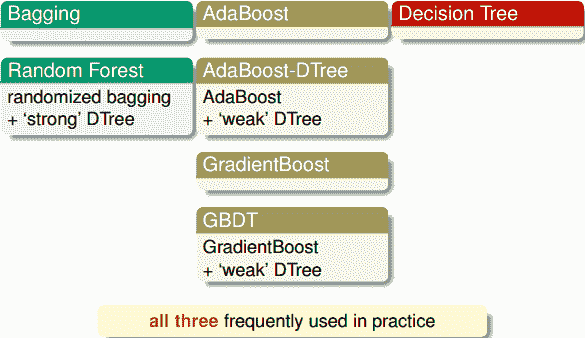 Bagging
AdaBoost
Decision Tree
Random Forest
randomized bagging
+ ‘strong’ DTree
AdaBoost-DTree
AdaBoost
+ ‘weak’ DTree
GradientBoost
GBDT
GradientBoost
+ ‘weak’ DTree
all three frequently used in practice